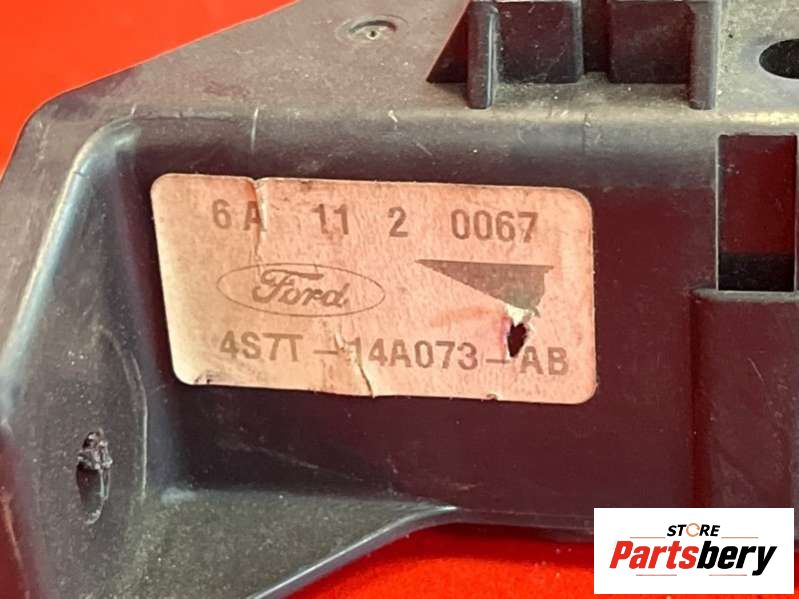 6A 11 2 0067
Ford
4S7T-14A073-AB
STORE
Partsbery